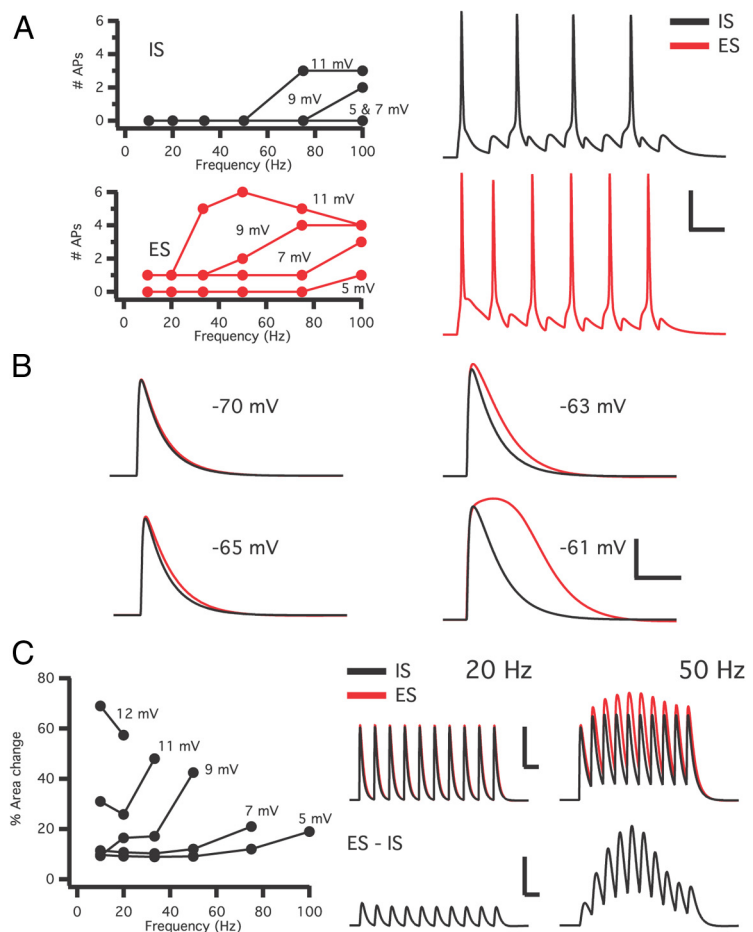 A
6
4
2
0
# APs
IS
11 mV
9 mV
5 & 7 mV
0 20 40 60 80 100
Frequency (Hz)
IS
ES
6
4
2
0
# APs
ES
11 mV
9 mV
7 mV
5 mV
0 20 40 60 80 100
Frequency (Hz)
B
-70 mV
-63 mV
-65 mV
-61 mV
C
80
60
40
20
0
% Area change
12 mV
11 mV
9 mV
7 mV
5 mV
0 20 40 60 80 100
Frequency (Hz)
IS
ES
20 Hz
50 Hz
ES - IS